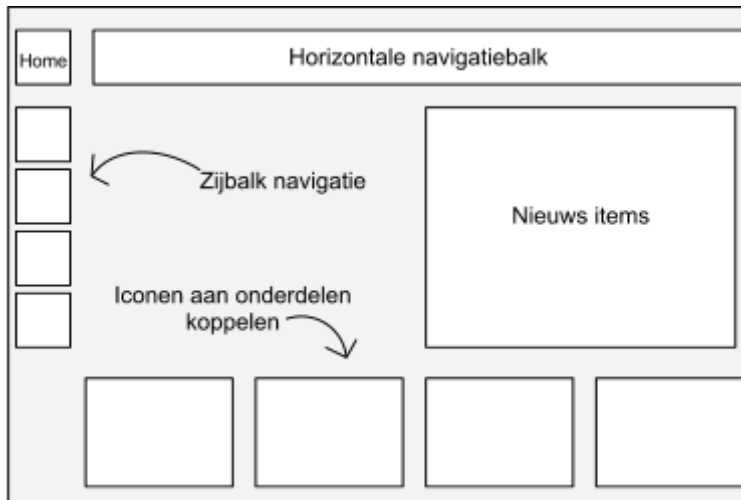 Home
Horizontale navigatiebalk
Zijbalk navigatie
Nieuws items
Iconen aan onderdelen
koppelen